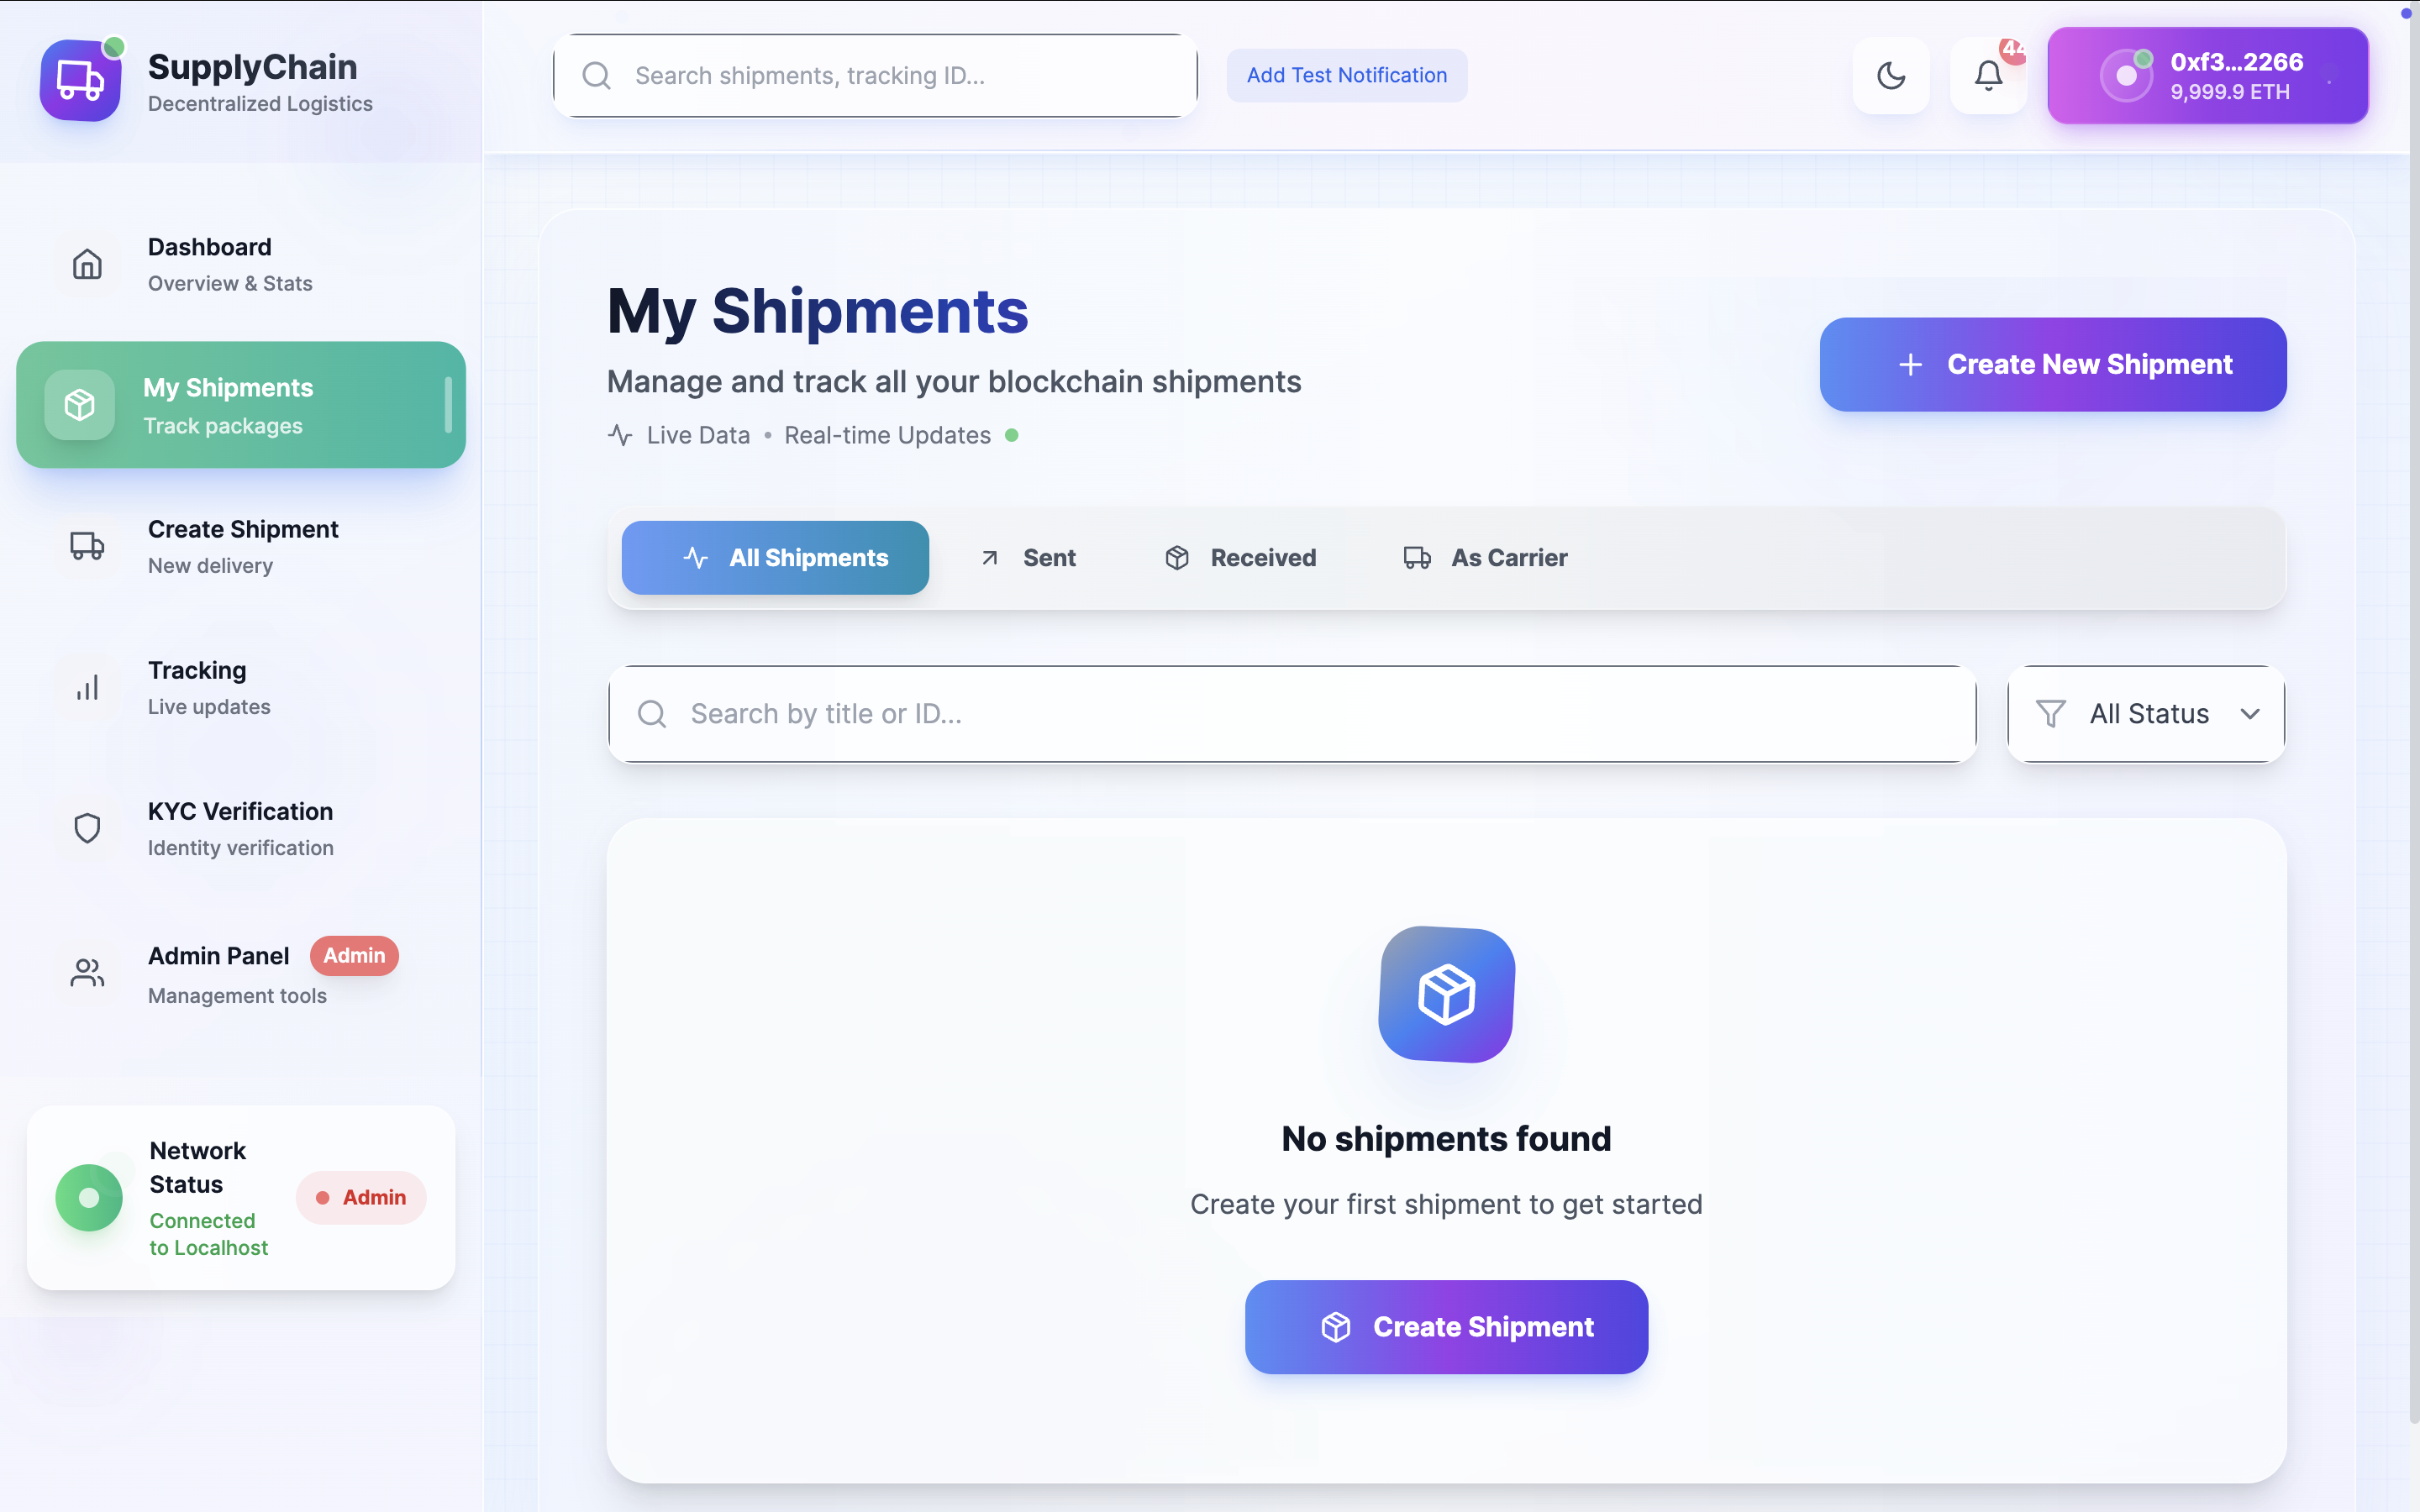 SupplyChain
Decentralized Logistics
Search shipments, tracking ID...
Add Test Notification
44
0xf3...2266
9,999.9 ETH
Dashboard
Overview & Stats
My Shipments
Track packages
Create Shipment
New delivery
Tracking
Live updates
KYC Verification
Identity verification
Admin Panel
Admin
Management tools
Network
Status
Connected
to Localhost
Admin
My Shipments
Manage and track all your blockchain shipments
Live Data • Real-time Updates
Create New Shipment
All Shipments
Sent
Received
As Carrier
Search by title or ID...
All Status
No shipments found
Create your first shipment to get started
Create Shipment